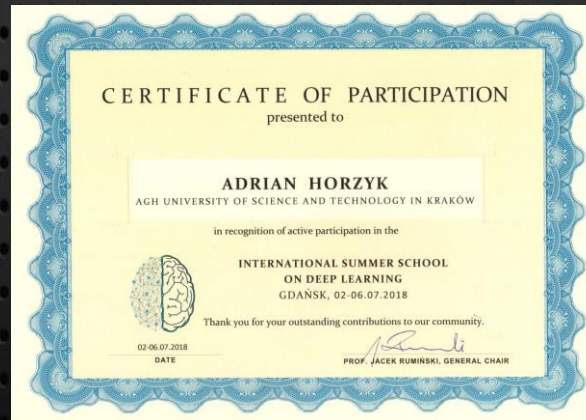 CERTIFICATE OF PARTICIPATION
presented to
ADRIAN HORZYK
AGH UNIVERSITY OF SCIENCE AND TECHNOLOGY IN KRAKÓW
in recognition of active participation in the
INTERNATIONAL SUMMER SCHOOL
ON DEEP LEARNING
GDAŃSK, 02-06.07.2018
Thank you for your outstanding contributions to our community.
02-06.07.2018
DATE
PROF. JACEK RUMIŃSKI, GENERAL CHAIR